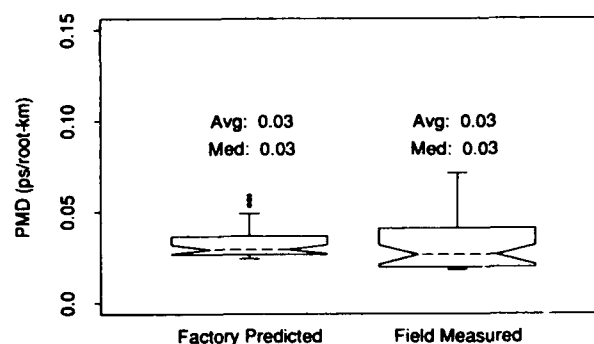 PMD (ps/root-km)
0.15
0.10
0.05
0.0
Avg: 0.03
Med: 0.03
Avg: 0.03
Med: 0.03
Factory Predicted
Field Measured